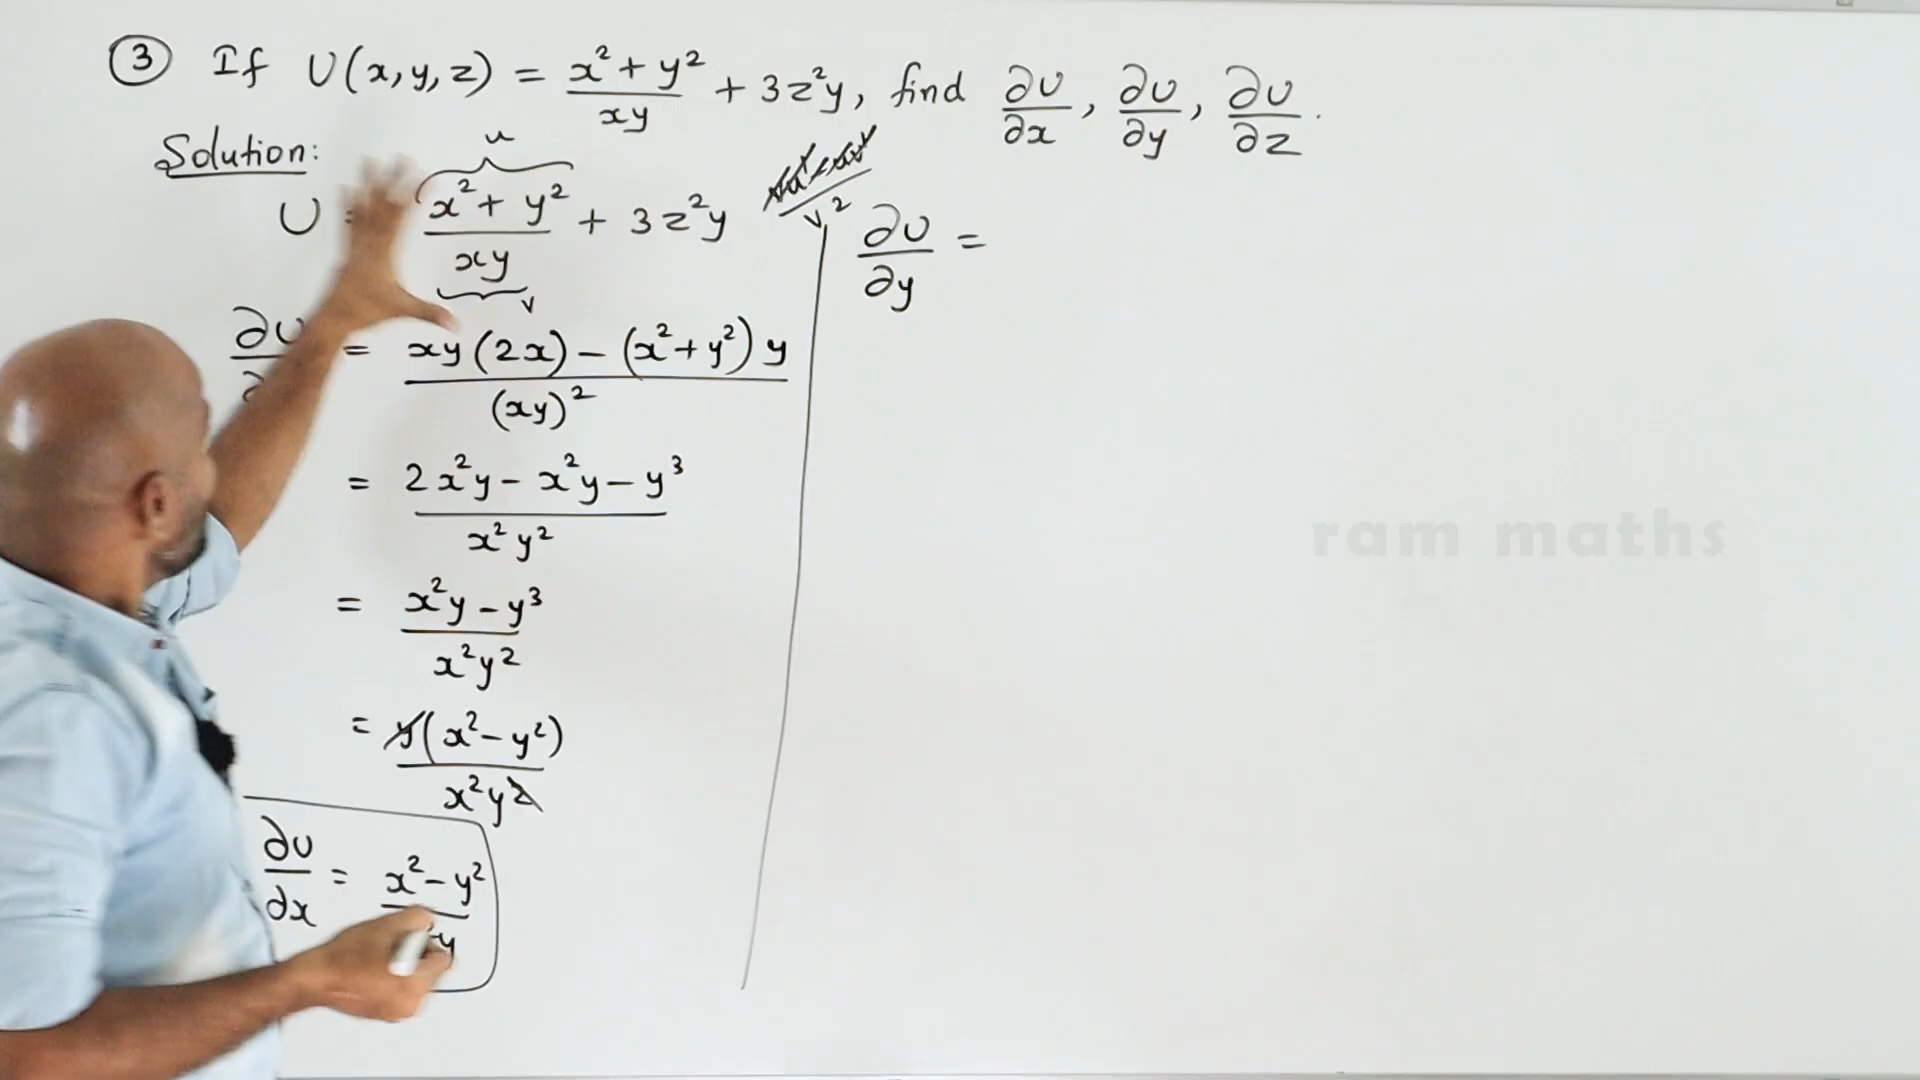 ③ If U(x,y,z) = (x²+y²)/(xy) + 3z²y, find ∂U/∂x, ∂U/∂y, ∂U/∂z.
Solution:
u
U = (x²+y²)/(xy) + 3z²y
v
v²
∂U = (xy(2x) - (x²+y²)y)/((xy)²)
= (2x²y - x²y - y³)/(x²y²)
= (x²y - y³)/(x²y²)
= y(x²-y²)/(x²y²)
∂U/∂x = (x²-y²)/y
∂U/∂y =
ram maths